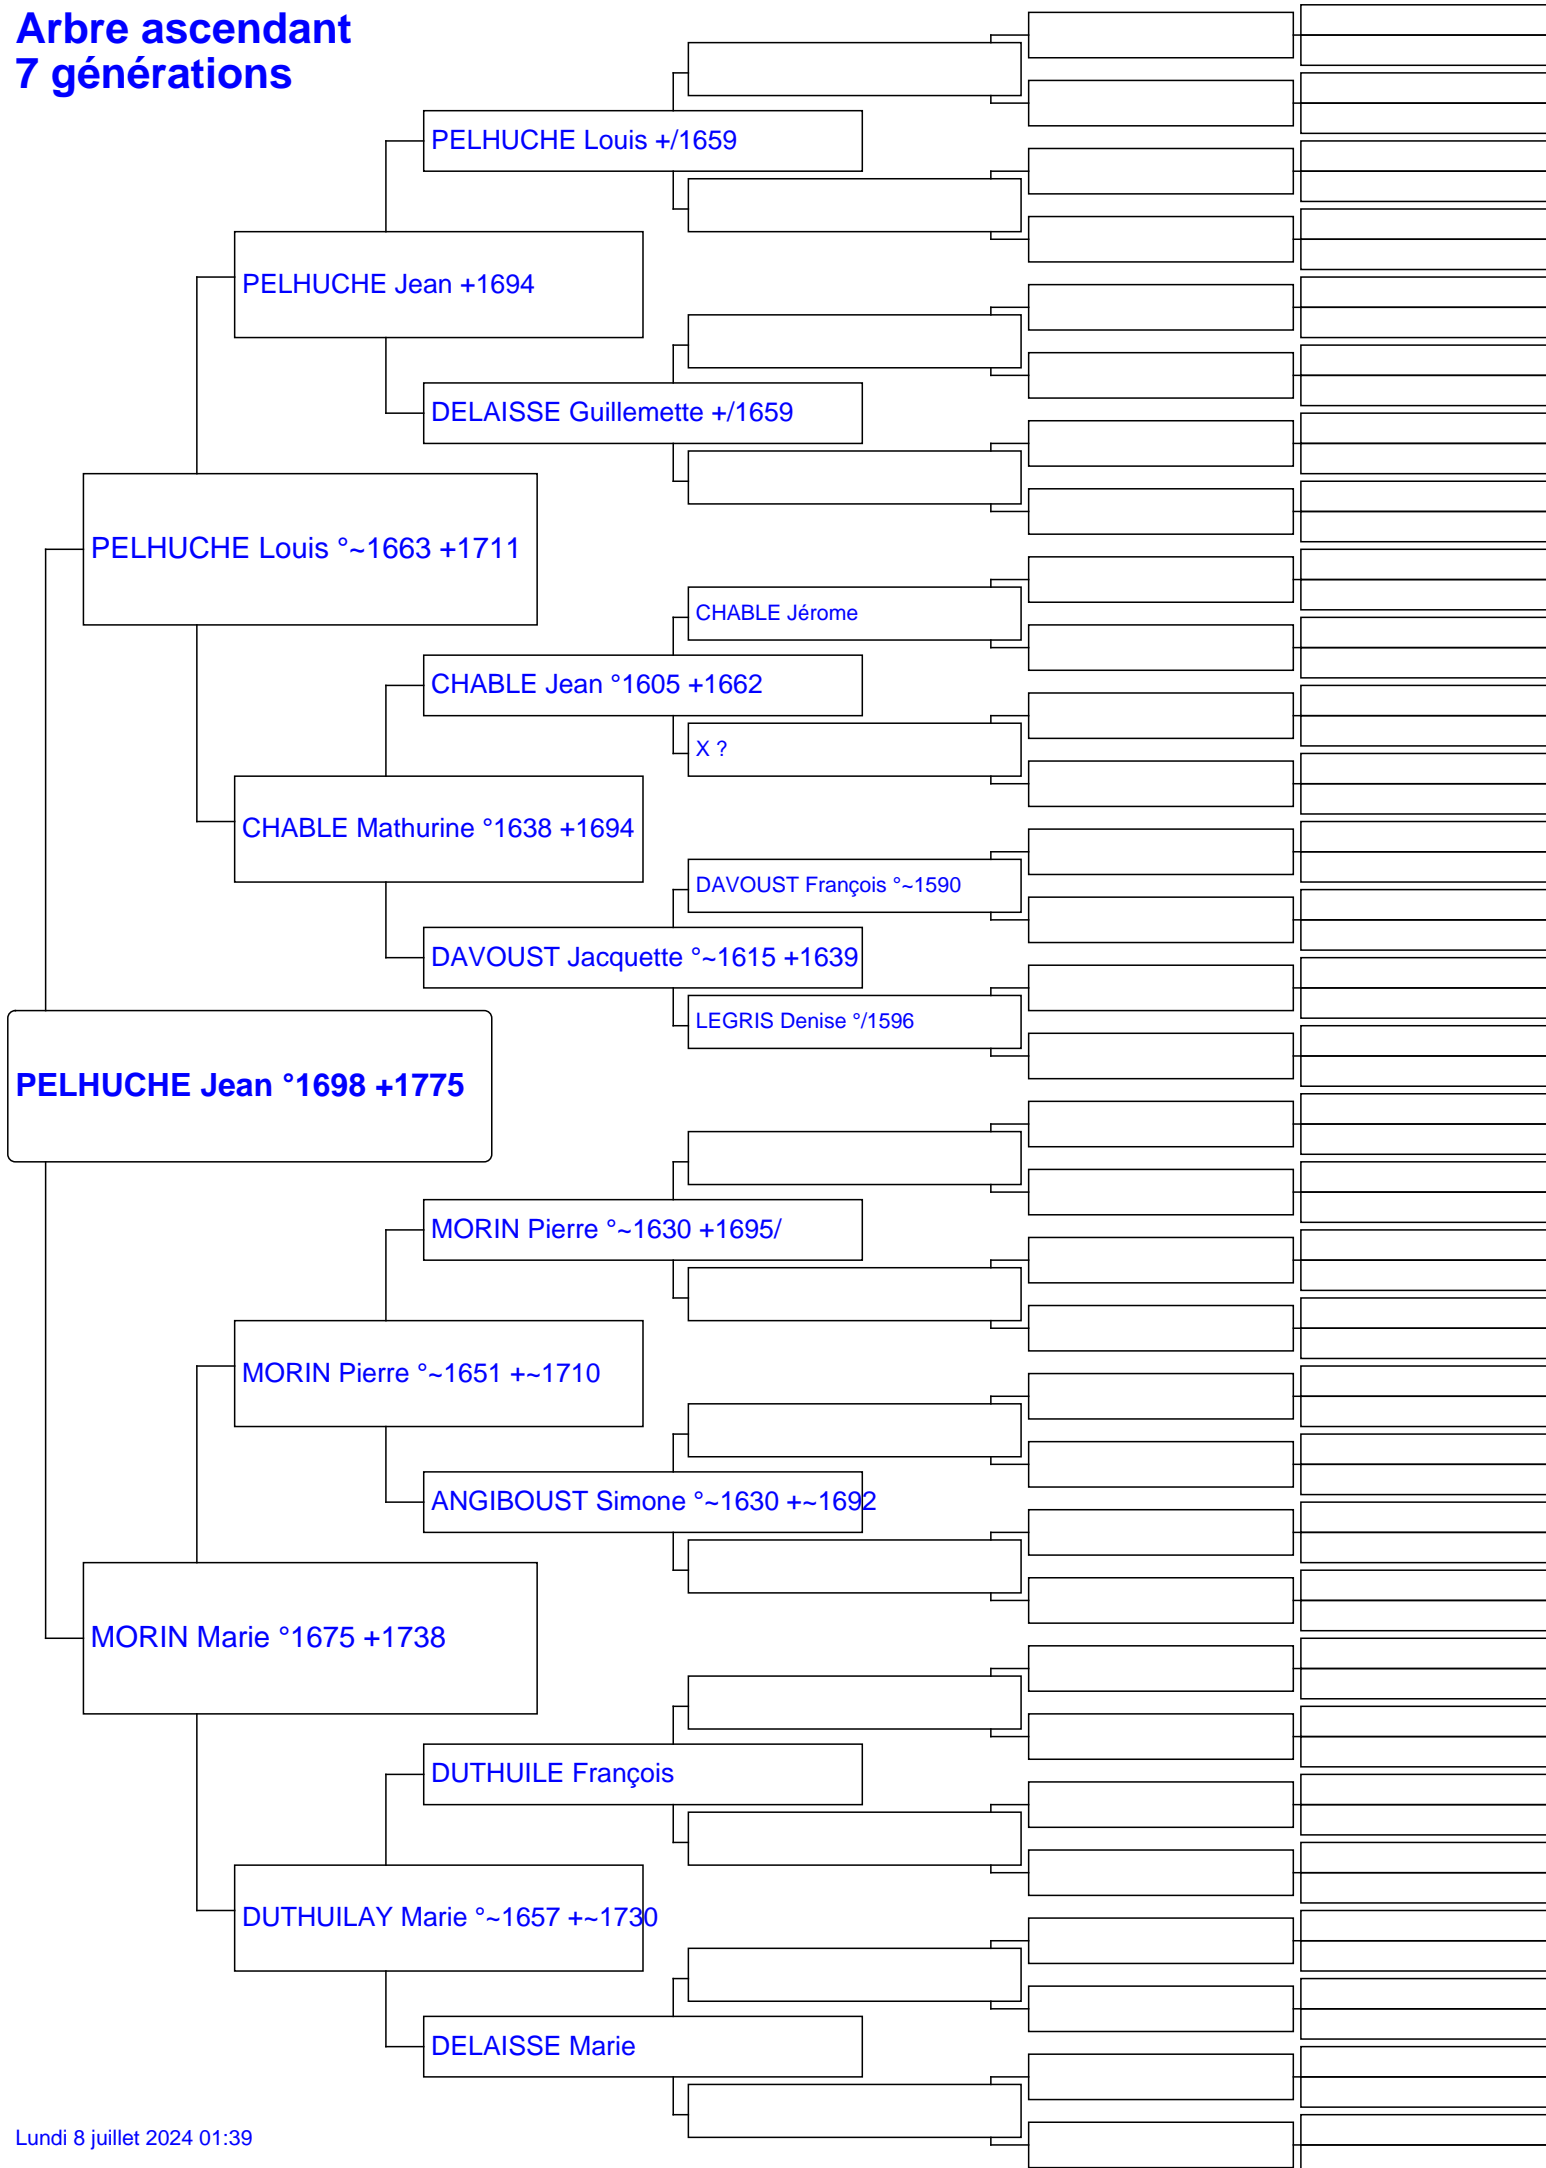 Arbre ascendant
7 générations
PELHUCHE Louis +/1659
PELHUCHE Jean +1694
DELAISSE Guillemette +/1659
PELHUCHE Louis °~1663 +1711
CHABLE Jérome
CHABLE Jean °1605 +1662
X ?
CHABLE Mathurine °1638 +1694
DAVOUST François °~1590
DAVOUST Jacquette °~1615 +1639
LEGRIS Denise °/1596
PELHUCHE Jean °1698 +1775
MORIN Pierre °~1630 +1695/
MORIN Pierre °~1651 +~1710
ANGIBOUST Simone °~1630 +~1692
MORIN Marie °1675 +1738
DUTHUILE François
DUTHUILAY Marie °~1657 +~1730
DELAISSE Marie
Lundi 8 juillet 2024 01:39